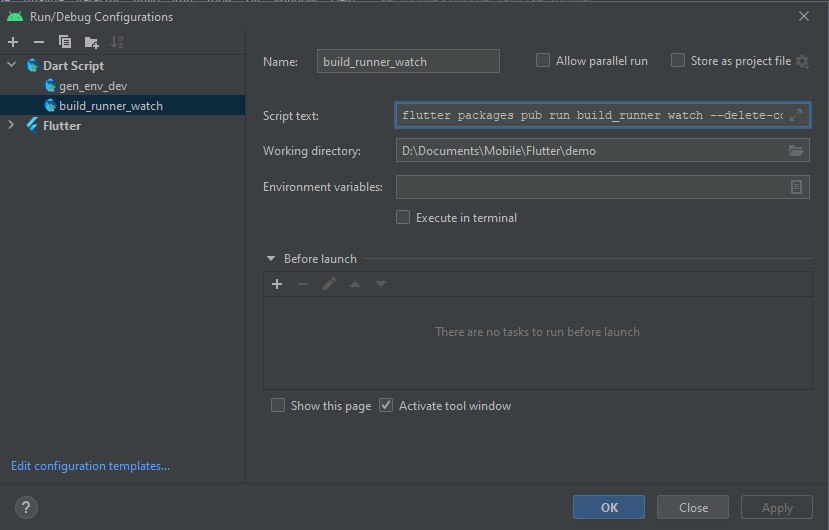 Run/Debug Configurations
Dart Script
gen_env_dev
build_runner_watch
Flutter
Edit configuration templates...
Name: build_runner_watch Allow parallel run Store as project file
Script text: flutter packages pub run build_runner watch --delete-co
Working directory: D:\Documents\Mobile\Flutter\demo
Environment variables:
Execute in terminal
Before launch
There are no tasks to run before launch
Show this page Activate tool window
? OK Close Apply